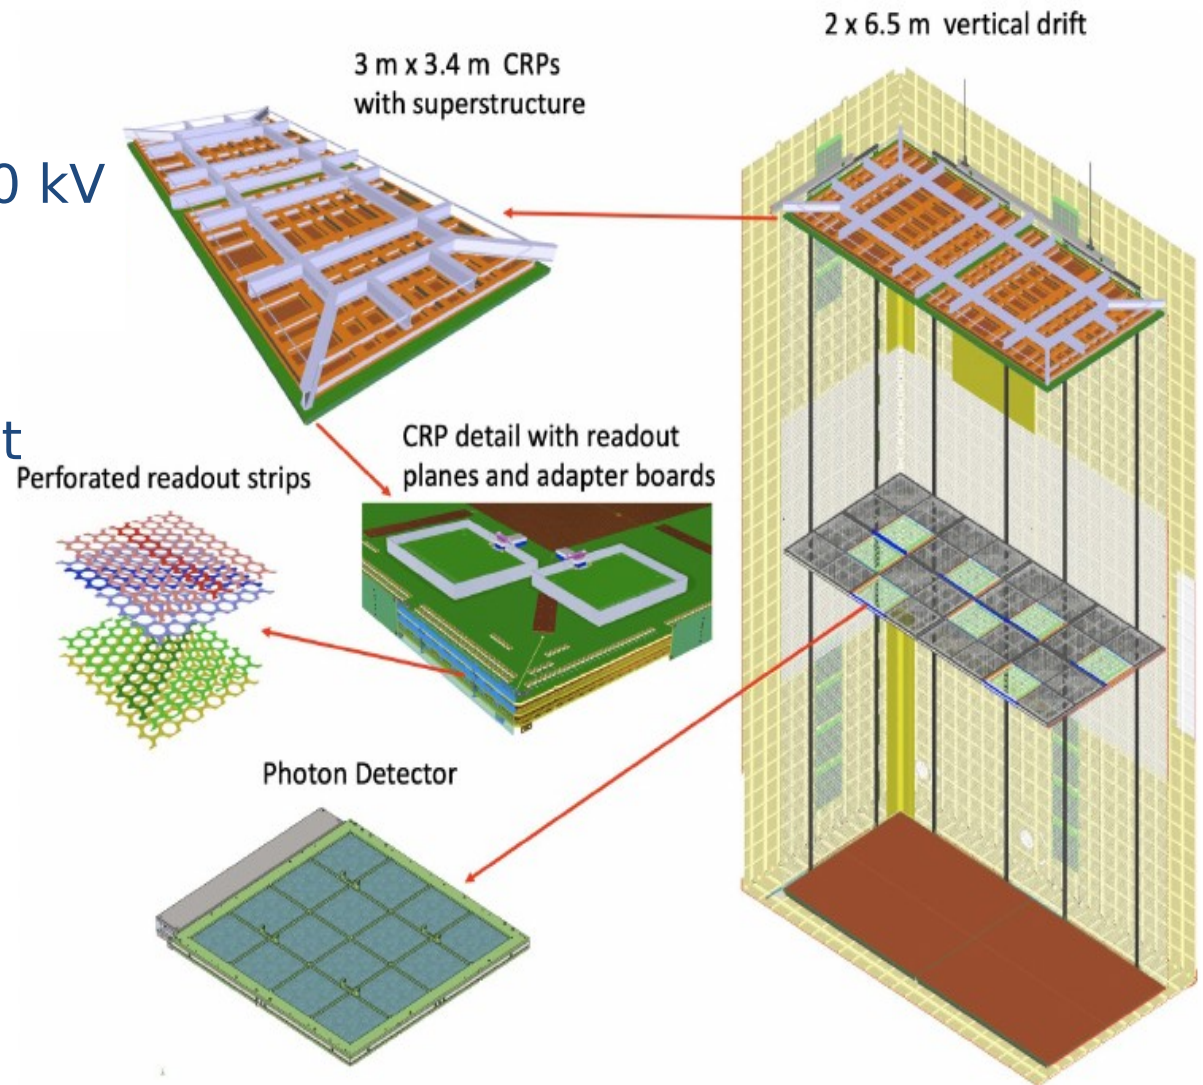 2 x 6.5 m vertical drift
3 m x 3.4 m CRPs
with superstructure
0 kV
t
CRP detail with readout
planes and adapter boards
Perforated readout strips
Photon Detector